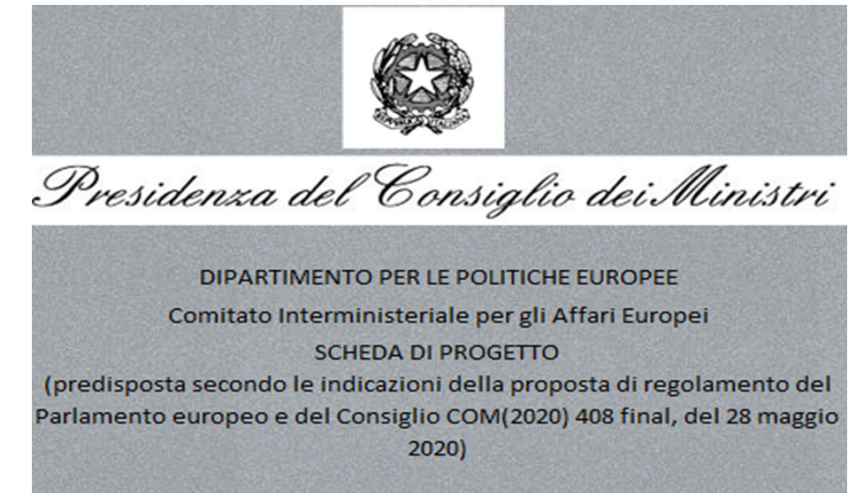 REPVBBLICA ITALIANA
Presidenza del Consiglio dei Ministri
DIPARTIMENTO PER LE POLITICHE EUROPEE
Comitato Interministeriale per gli Affari Europei
SCHEDA DI PROGETTO
(predisposta secondo le indicazioni della proposta di regolamento del
Parlamento europeo e del Consiglio COM(2020) 408 final, del 28 maggio
2020)